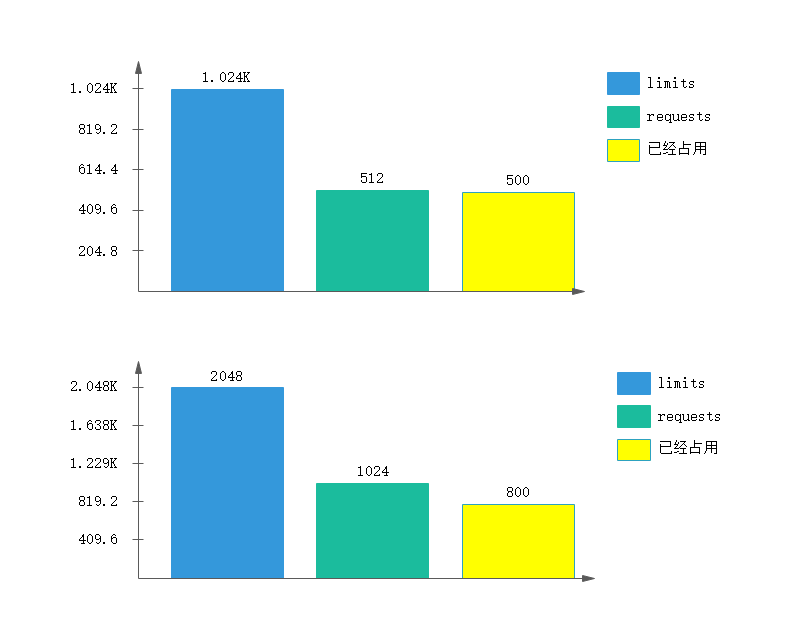 1.024K
819.2
614.4
409.6
204.8
1.024K
512
500
limits
requests
已经占用
2.048K
1.638K
1.229K
819.2
409.6
2048
1024
800
limits
requests
已经占用